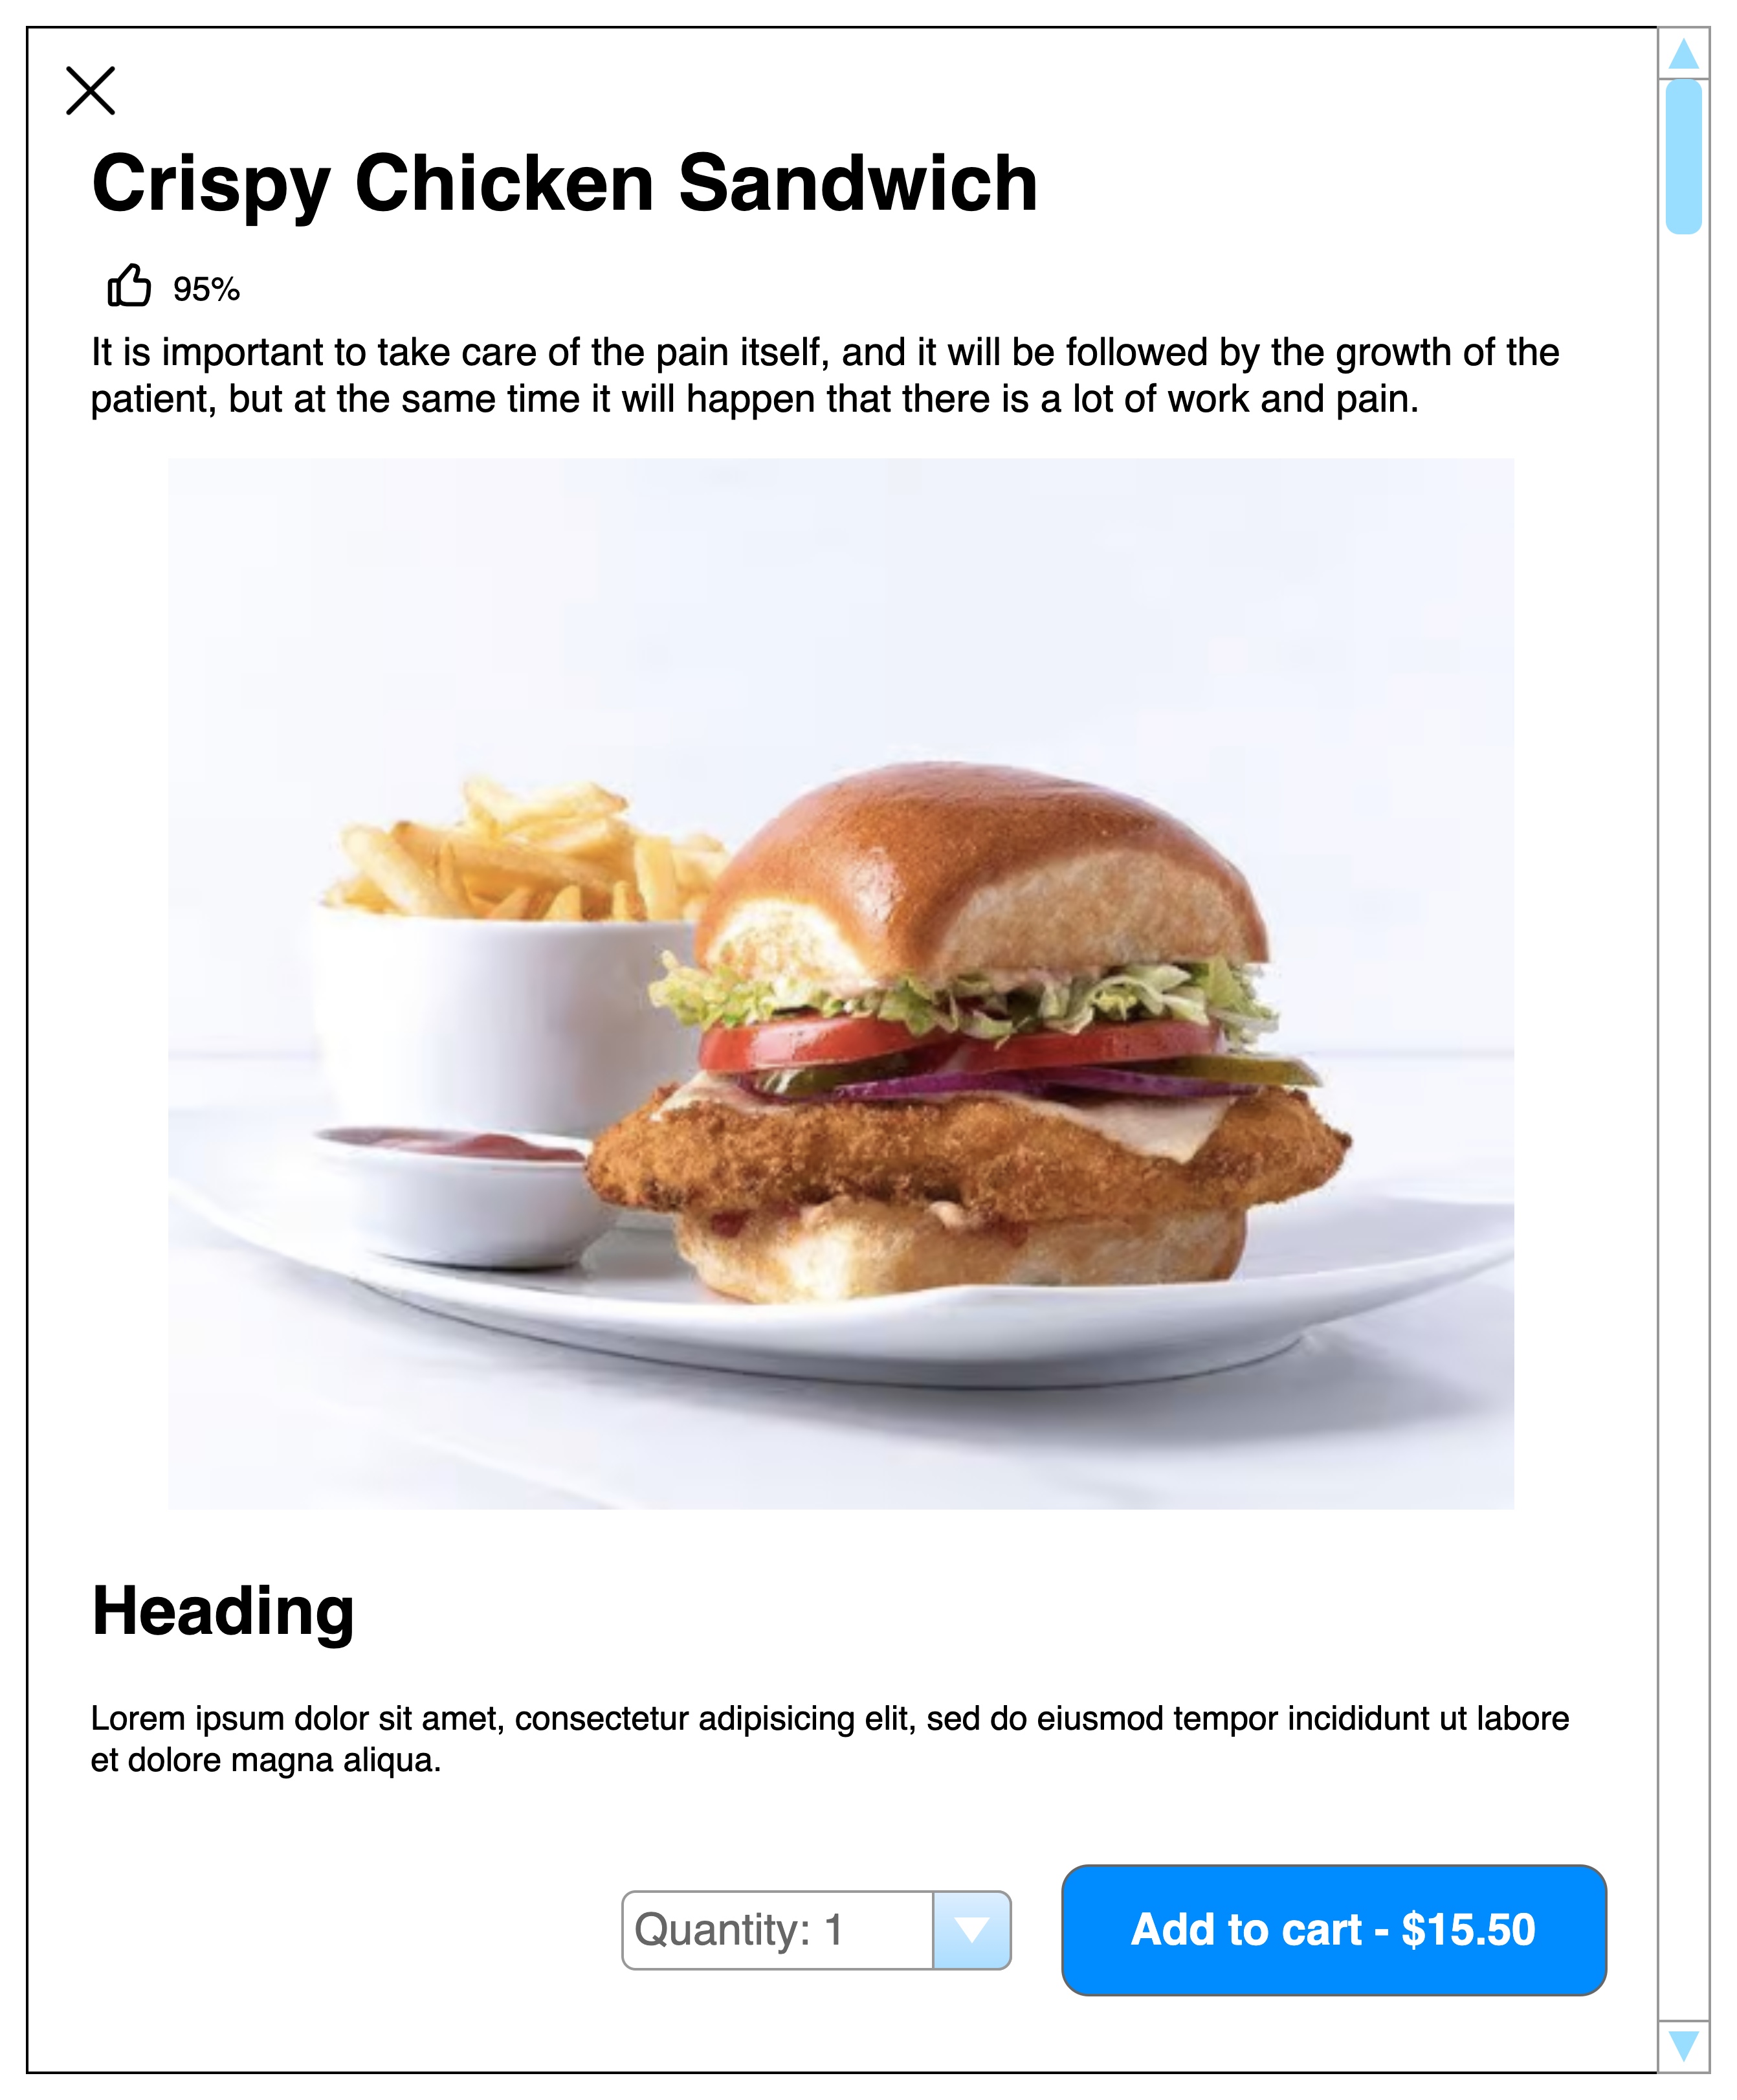 Crispy Chicken Sandwich
95%
It is important to take care of the pain itself, and it will be followed by the growth of the
patient, but at the same time it will happen that there is a lot of work and pain.
Heading
Lorem ipsum dolor sit amet, consectetur adipisicing elit, sed do eiusmod tempor incididunt ut labore
et dolore magna aliqua.
Quantity: 1
Add to cart - $15.50